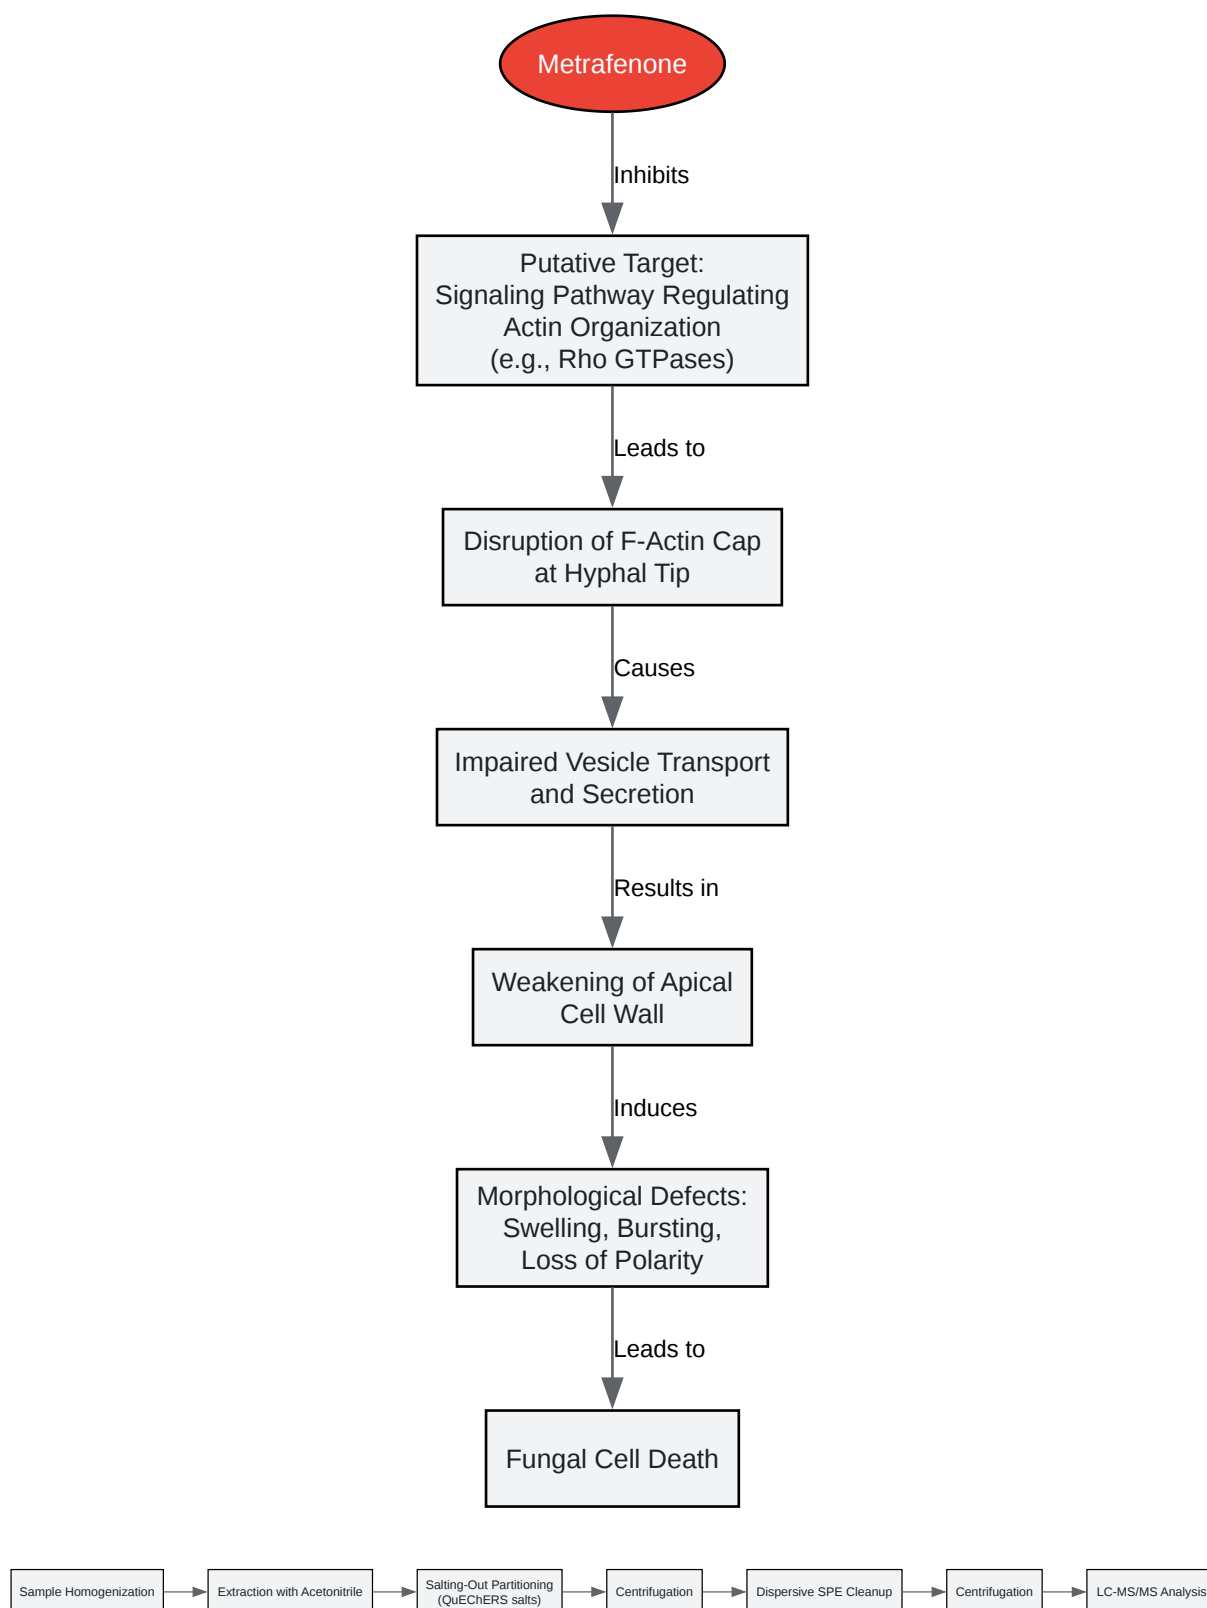 Metrafenone
Inhibits
Putative Target:
Signaling Pathway Regulating
Actin Organization
(e.g., Rho GTPases)
Leads to
Disruption of F-Actin Cap
at Hyphal Tip
Causes
Impaired Vesicle Transport
and Secretion
Results in
Weakening of Apical
Cell Wall
Induces
Morphological Defects:
Swelling, Bursting,
Loss of Polarity
Leads to
Fungal Cell Death
Sample Homogenization
Extraction with Acetonitrile
Salting-Out Partitioning
(QuEChERS salts)
Centrifugation
Dispersive SPE Cleanup
Centrifugation
LC-MS/MS Analysis